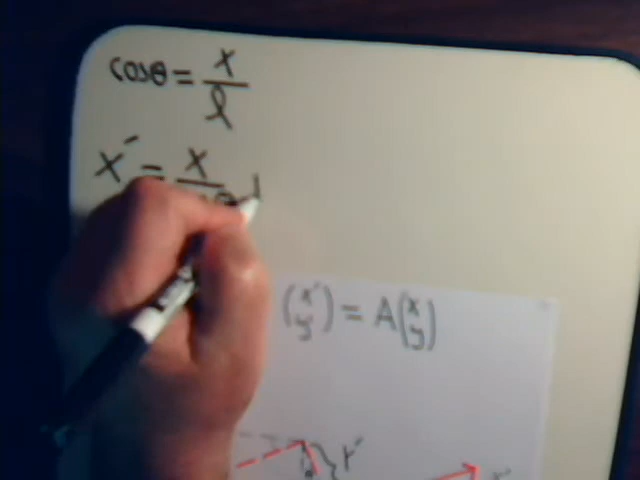 cosθ = x/l
x' = x/
(x' y') = A(x y)
r'